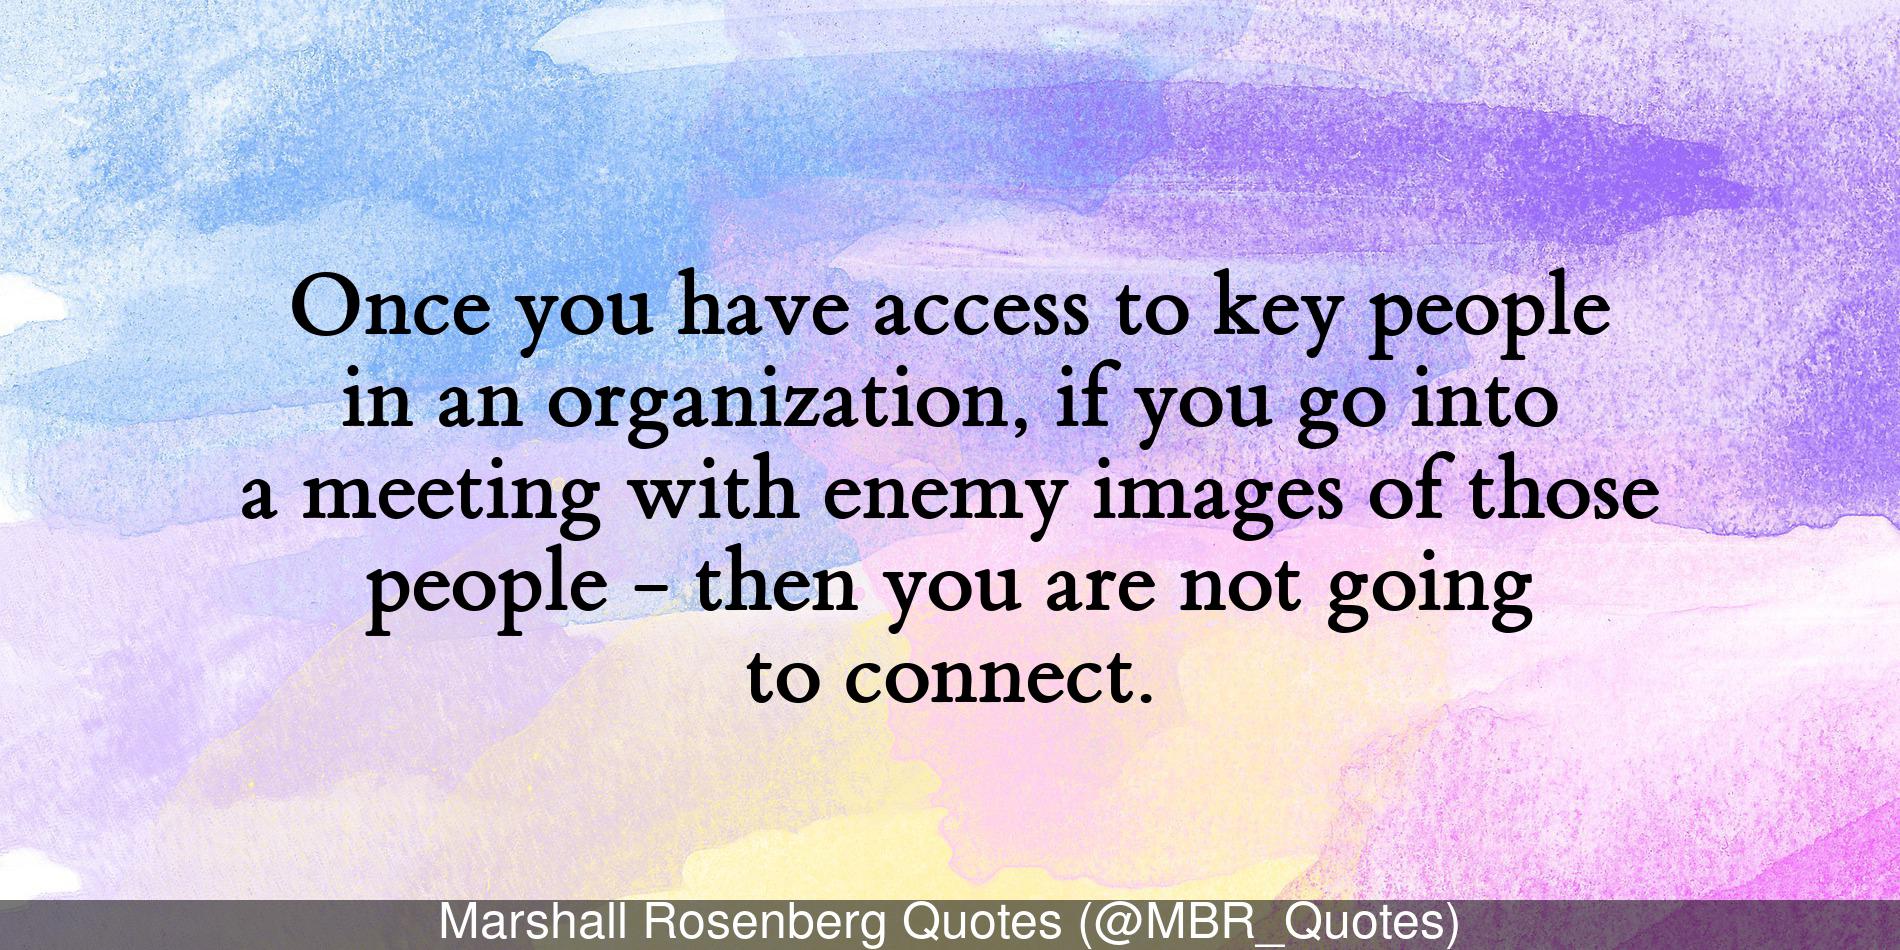 Once you have access to key people
in an organization, if you go into
a meeting with enemy images of those
people – then you are not going
to connect.
Marshall Rosenberg Quotes (@MBR_Quotes)